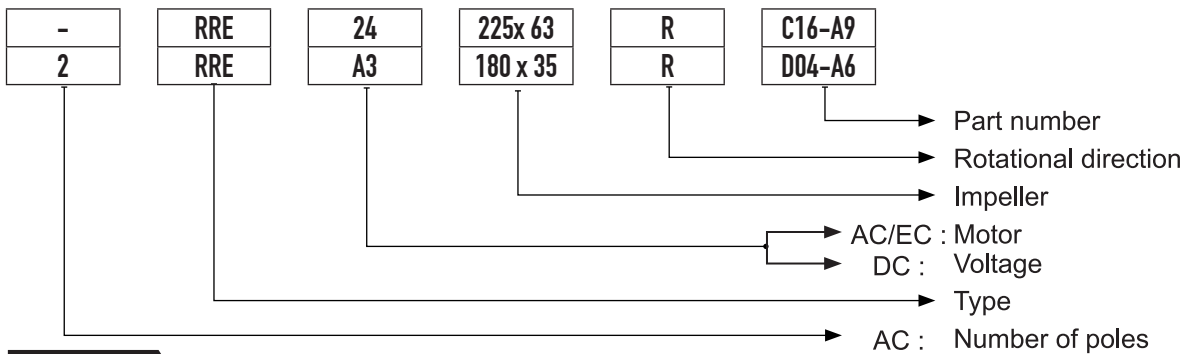 - RRE 24 225x 63 R C16-A9
2 RRE A3 180 x 35 R D04-A6
Part number
Rotational direction
Impeller
AC/EC : Motor
DC : Voltage
Type
AC : Number of poles